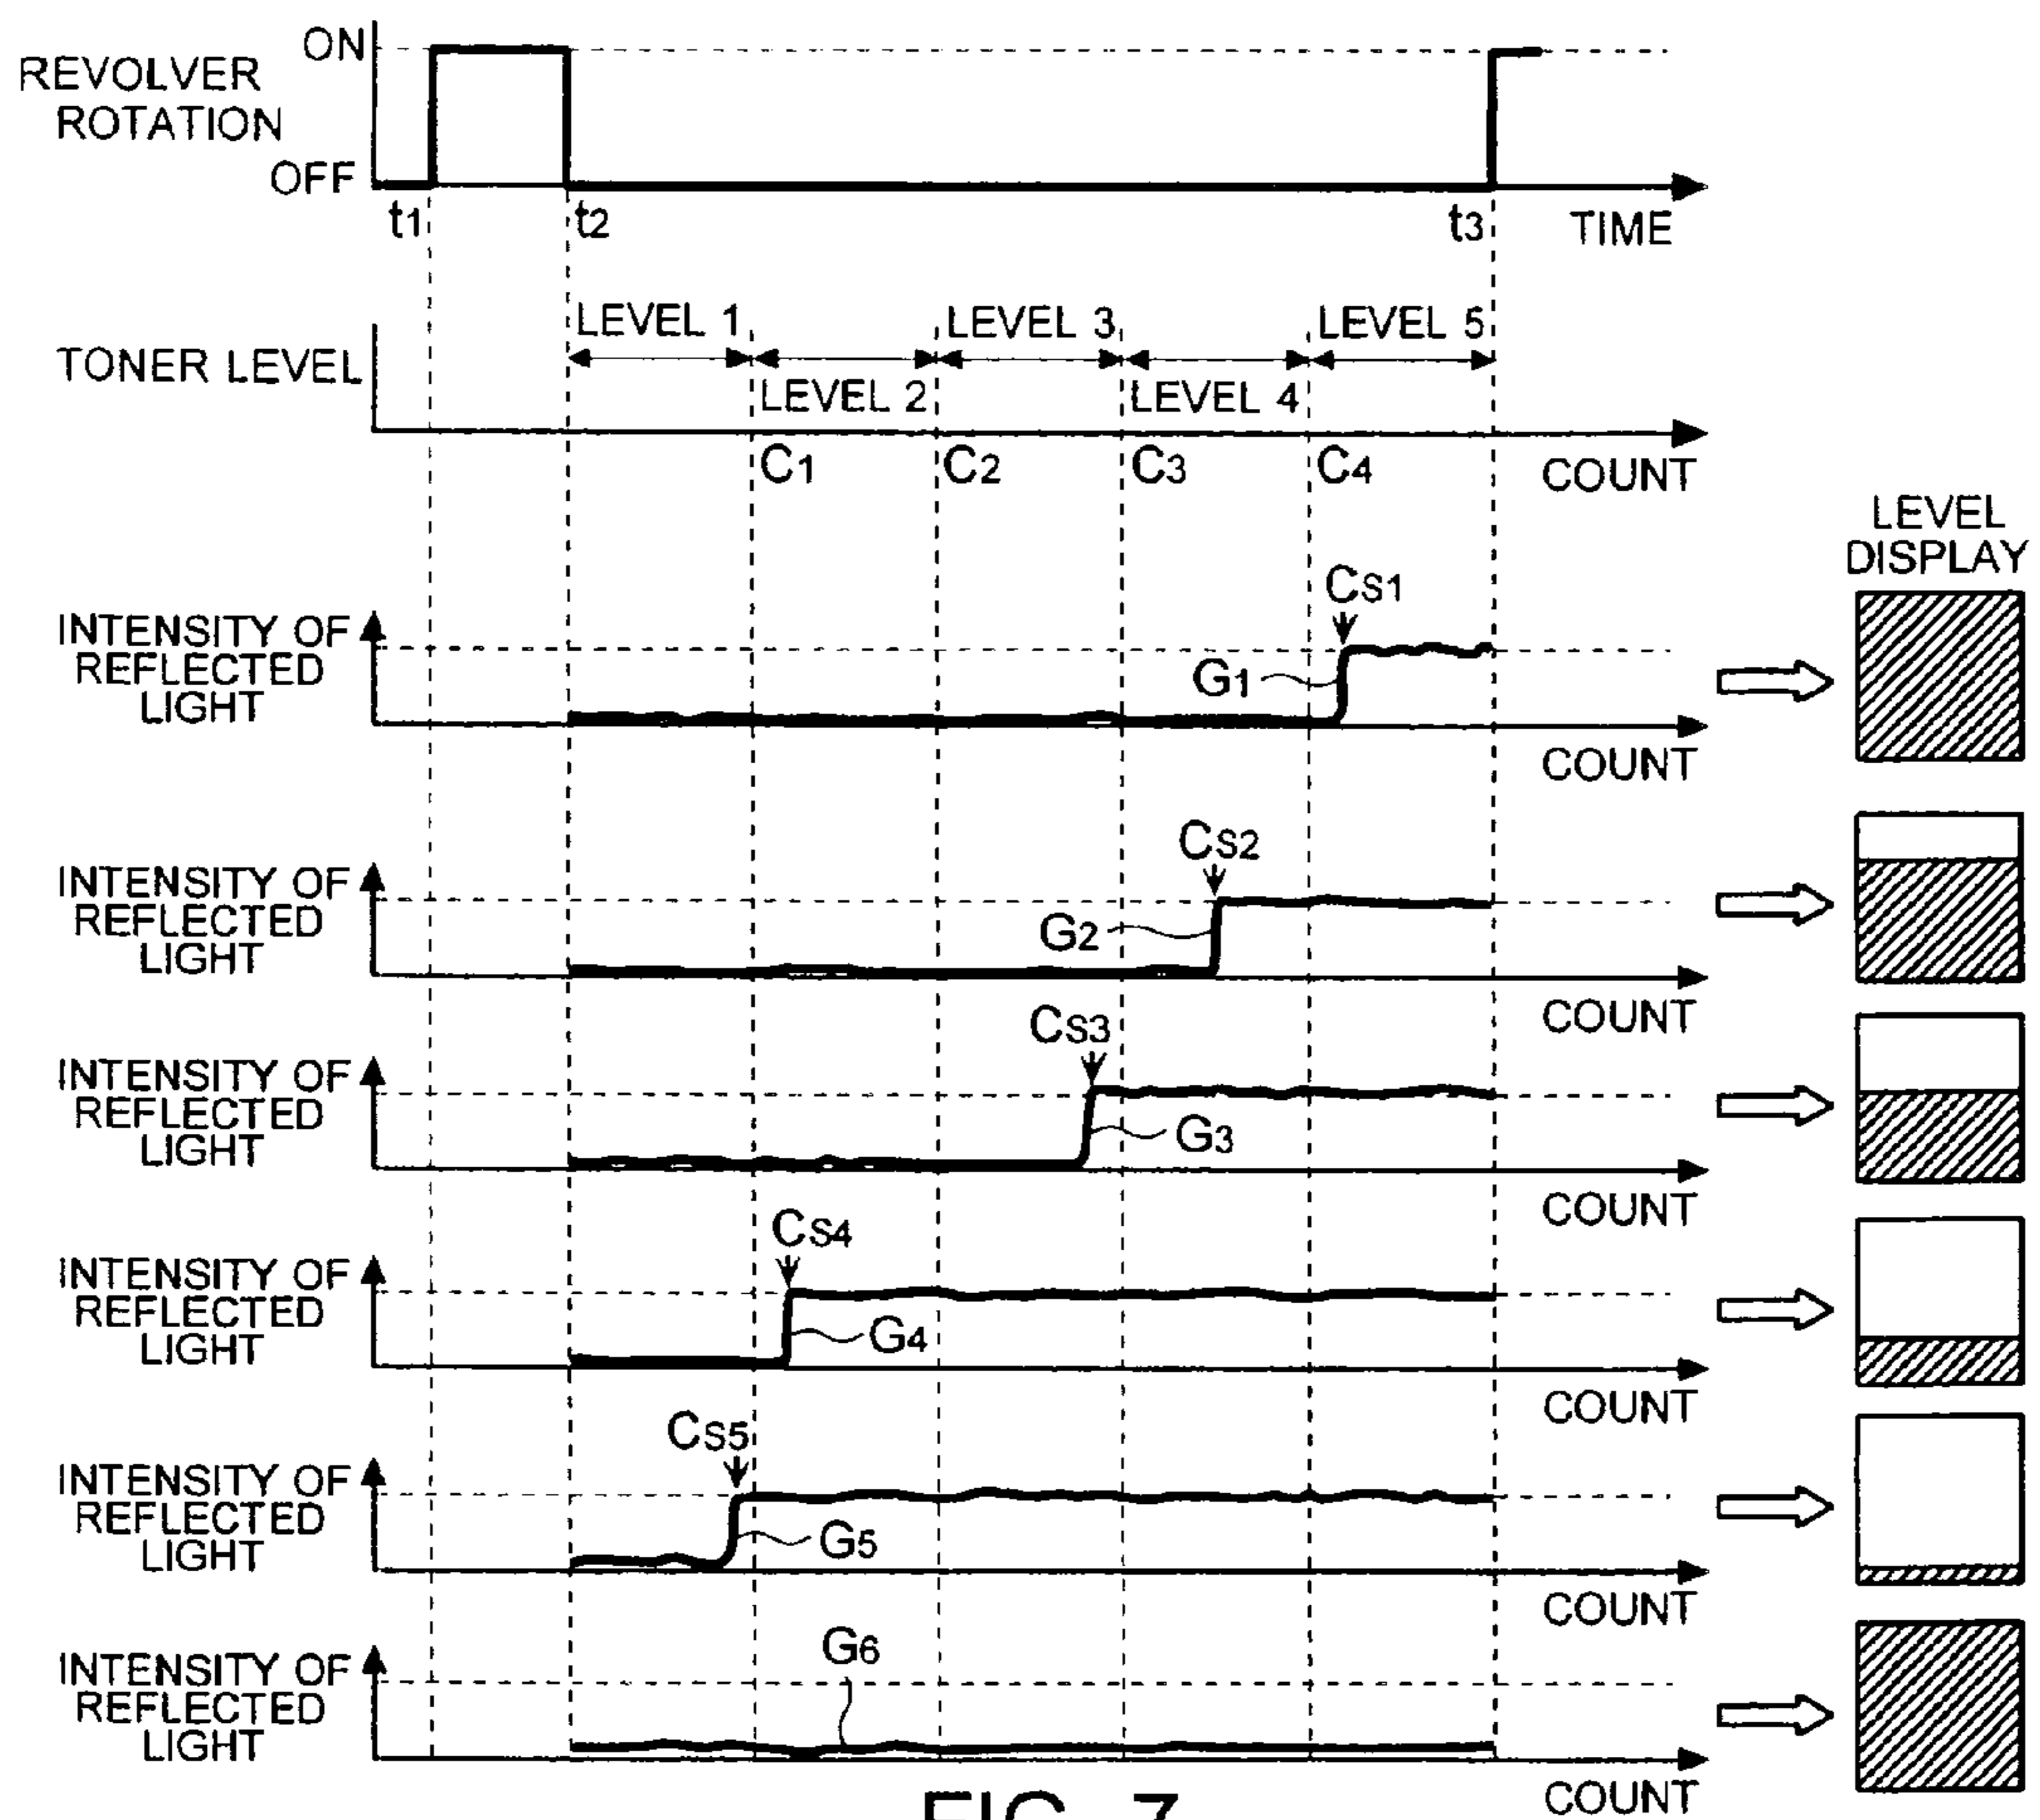 ON
REVOLVER
ROTATION
OFF
t1
t2
t3
TIME
LEVEL 1
LEVEL 3
LEVEL 5
TONER LEVEL
LEVEL 2
LEVEL 4
C1
C2
C3
C4
COUNT
LEVEL
DISPLAY
CS1
INTENSITY OF
REFLECTED
LIGHT
G1
COUNT
CS2
INTENSITY OF
REFLECTED
LIGHT
G2
COUNT
CS3
INTENSITY OF
REFLECTED
LIGHT
G3
COUNT
CS4
INTENSITY OF
REFLECTED
LIGHT
G4
COUNT
CS5
INTENSITY OF
REFLECTED
LIGHT
G5
COUNT
G6
INTENSITY OF
REFLECTED
LIGHT
COUNT
FIG. 7